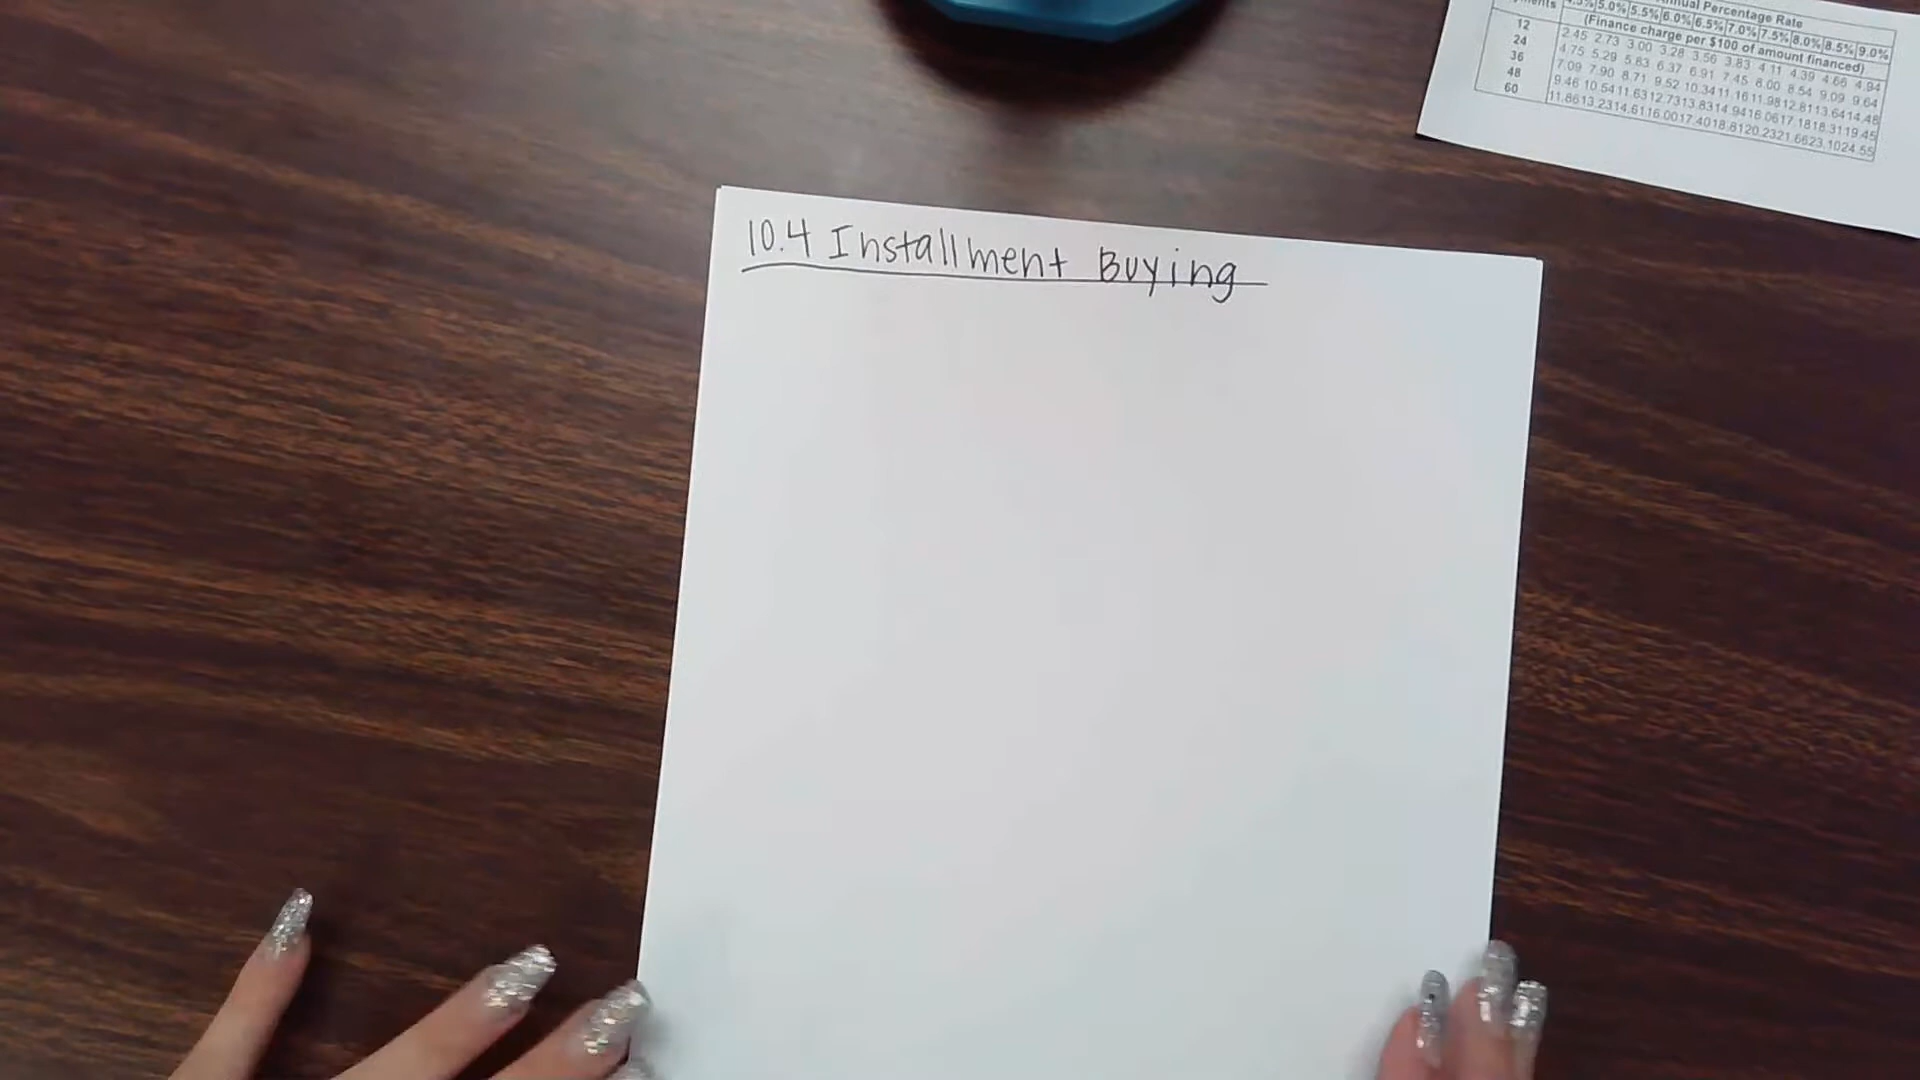 10.4 Installment Buying
Annual Percentage Rate
4.5% 5.0% 5.5% 6.0% 6.5% 7.0% 7.5% 8.0% 8.5% 9.0%
(Finance charge per $100 of amount financed)
12 2.45 2.73 3.00 3.28 3.56 3.83 4.11 4.39 4.66 4.94
24 4.75 5.29 5.83 6.37 6.91 7.45 8.00 8.54 9.09 9.64
36 7.09 7.90 8.71 9.52 10.34 11.16 11.98 12.81 13.64 14.48
48 9.46 10.54 11.63 12.73 13.83 14.94 16.06 17.18 18.31 19.45
60 11.86 13.23 14.61 16.00 17.40 18.81 20.23 21.66 23.10 24.55